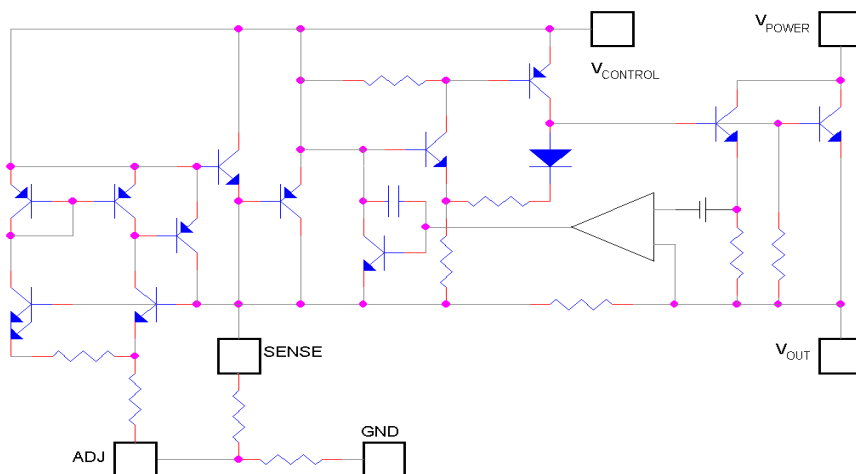 VPOWER
VCONTROL
SENSE
VOUT
GND
ADJ